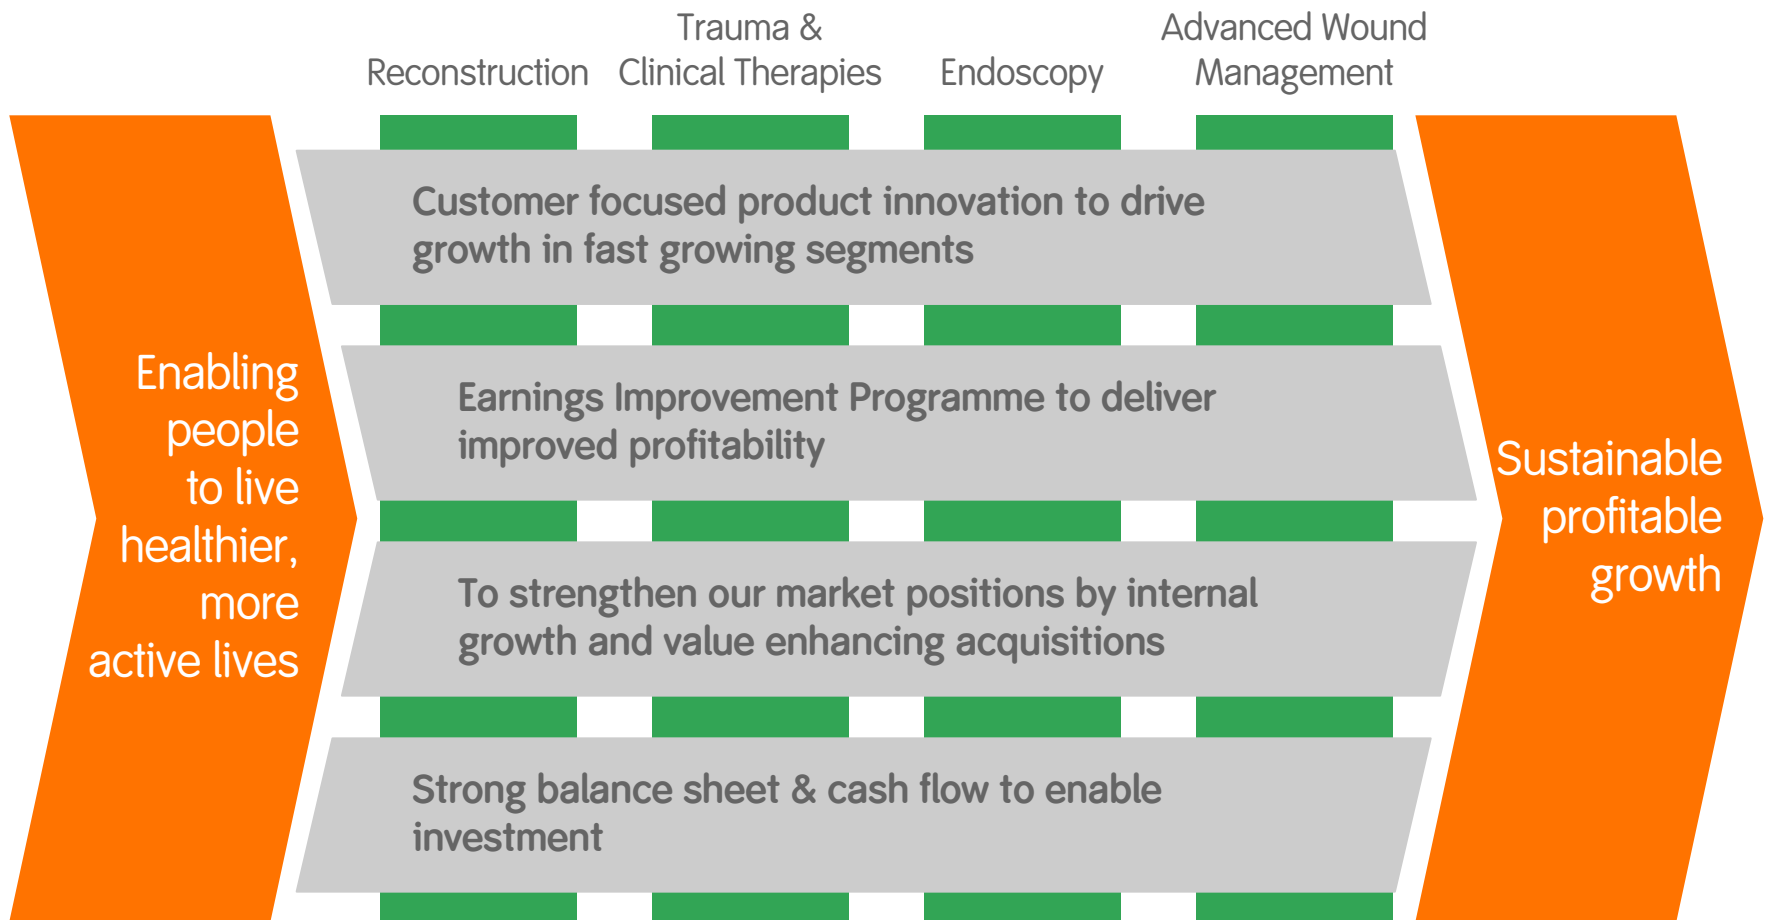 Reconstruction
Trauma &
Clinical Therapies
Endoscopy
Advanced Wound
Management
Enabling
people
to live
healthier,
more
active lives
Customer focused product innovation to drive
growth in fast growing segments
Earnings Improvement Programme to deliver
improved profitability
To strengthen our market positions by internal
growth and value enhancing acquisitions
Strong balance sheet & cash flow to enable
investment
Sustainable
profitable
growth